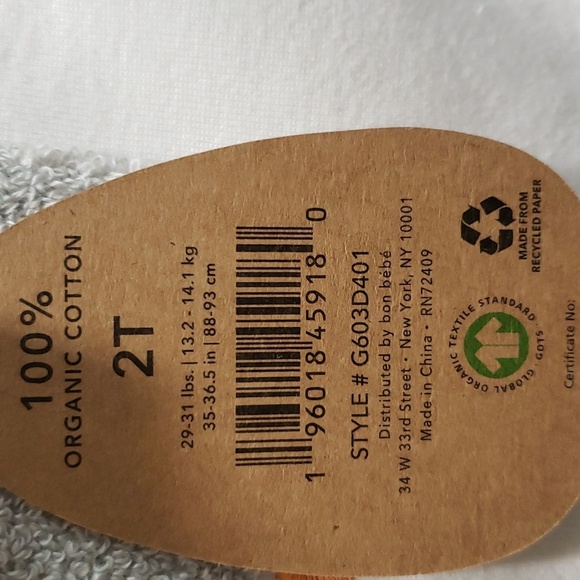 100%
ORGANIC COTTON
2T
29-31 lbs. | 13.2 - 14.1 kg
35-36.5 in | 88-93 cm
1 96018 45918 0
STYLE # G603D401
Distributed by bon bébé
34 W 33rd Street • New York, NY 10001
Made in China • RN72409
GLOBAL ORGANIC TEXTILE STANDARD
GOTS
MADE FROM
RECYCLED PAPER
Certificate No: